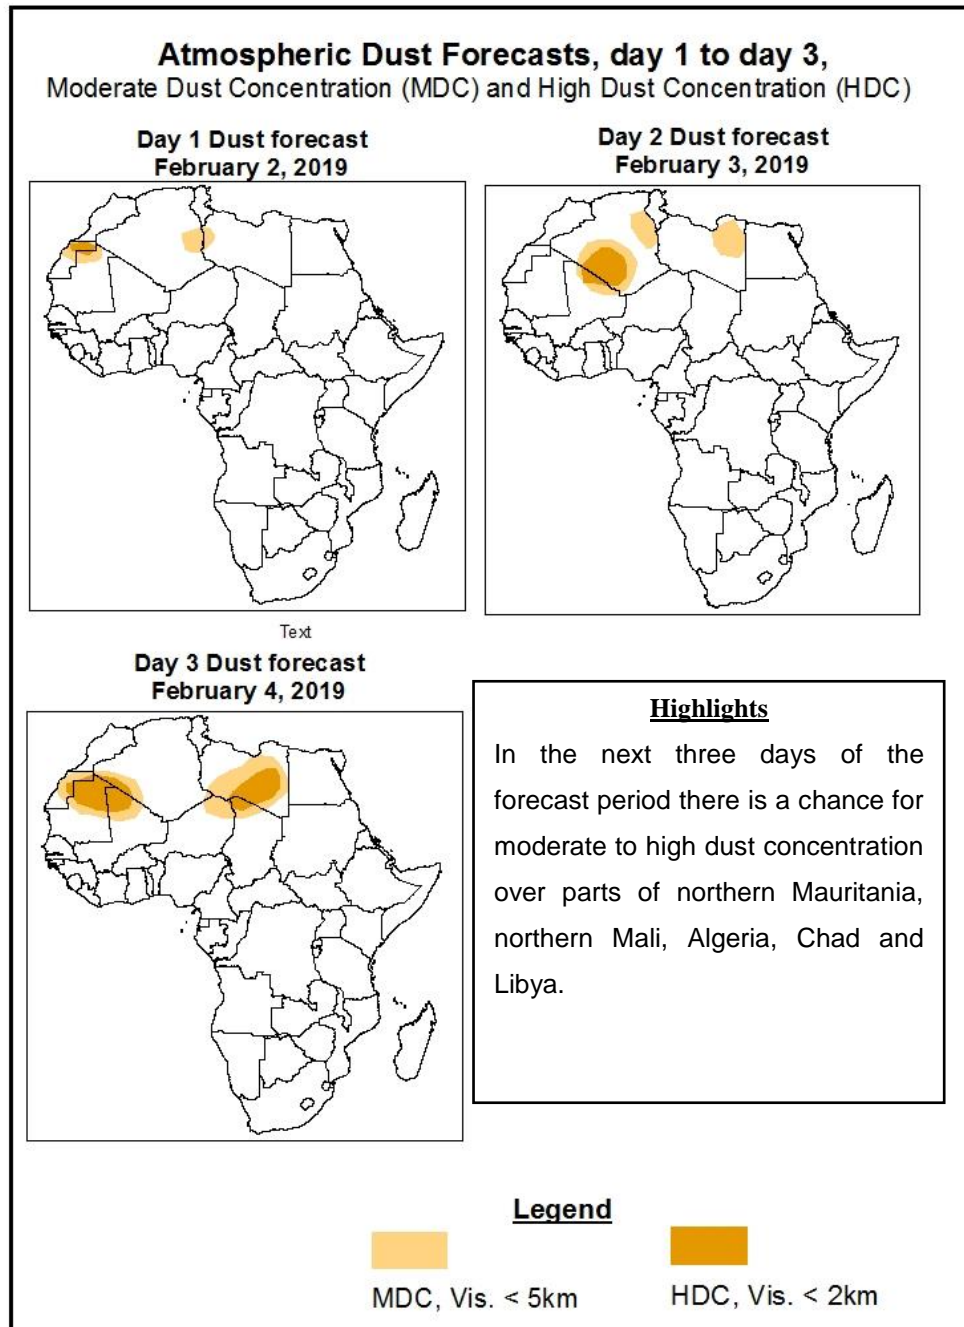 Atmospheric Dust Forecasts, day 1 to day 3,
Moderate Dust Concentration (MDC) and High Dust Concentration (HDC)
Day 1 Dust forecast
February 2, 2019
Day 2 Dust forecast
February 3, 2019
Text
Day 3 Dust forecast
February 4, 2019
Highlights
In the next three days of the
forecast period there is a chance for
moderate to high dust concentration
over parts of northern Mauritania,
northern Mali, Algeria, Chad and
Libya.
Legend
MDC, Vis. < 5km
HDC, Vis. < 2km